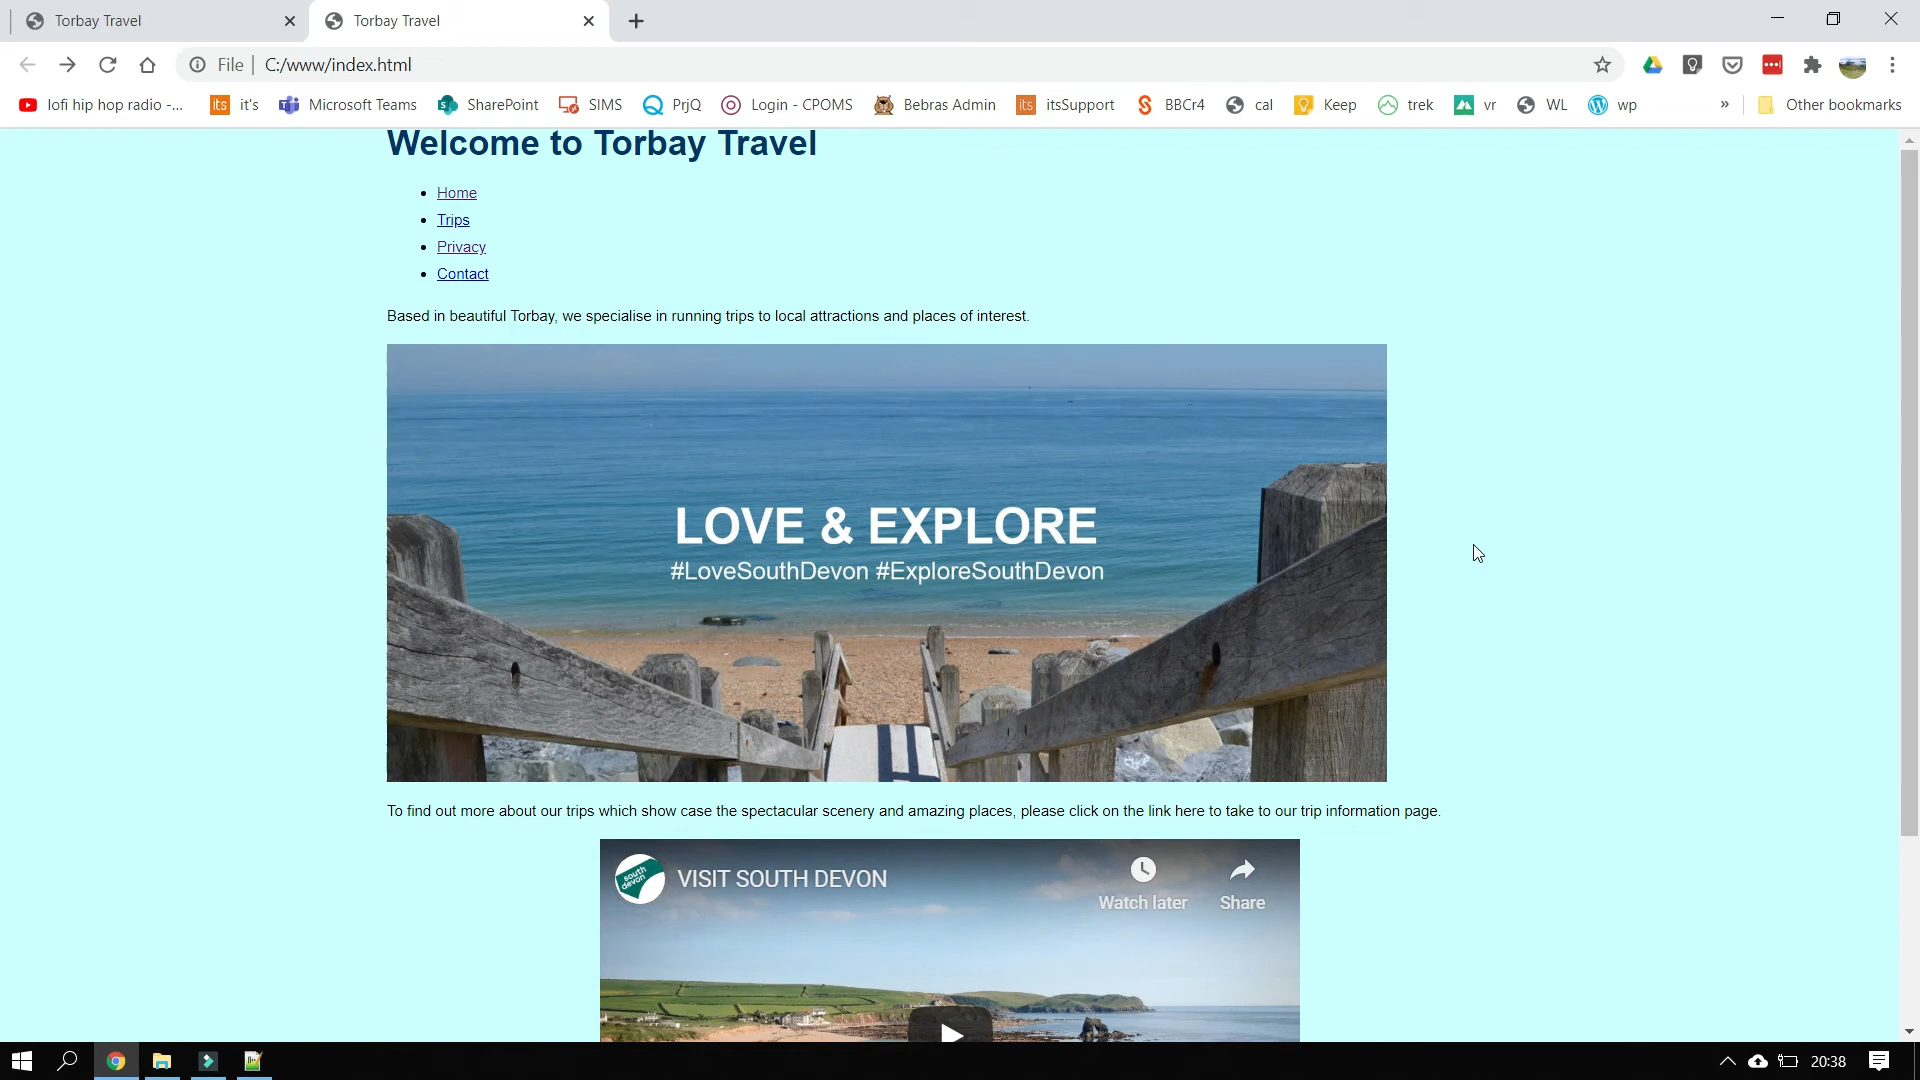 Torbay Travel
Torbay Travel
File
C:/www/index.html
lofi hip hop radio -...
its it's
Microsoft Teams
SharePoint
SIMS
PrjQ
Login - CPOMS
Bebras Admin
its itsSupport
BBCr4
cal
Keep
trek
vr
WL
wp
»
Other bookmarks
Welcome to Torbay Travel
• Home
• Trips
• Privacy
• Contact
Based in beautiful Torbay, we specialise in running trips to local attractions and places of interest.
LOVE & EXPLORE
#LoveSouthDevon #ExploreSouthDevon
To find out more about our trips which show case the spectacular scenery and amazing places, please click on the link here to take to our trip information page.
south
devon
VISIT SOUTH DEVON
Watch later
Share
20:38